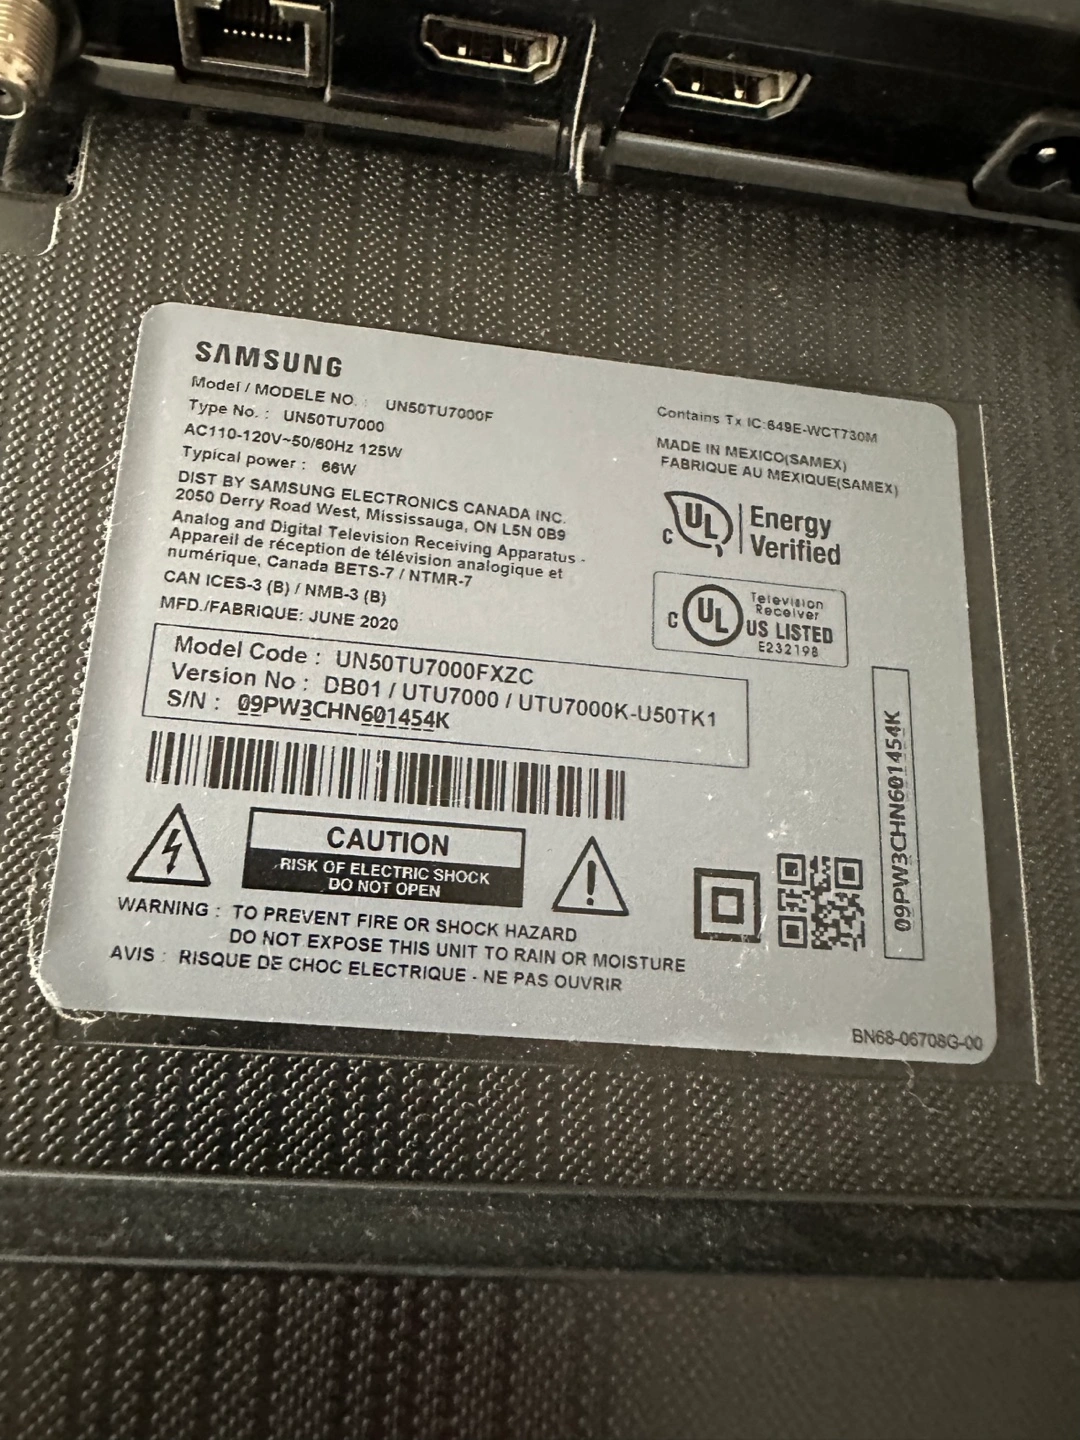 SAMSUNG
Model / MODELE NO. : UN50TU7000F
Type No. : UN50TU7000
AC110-120V~50/60Hz 125W
Typical power : 66W
DIST BY SAMSUNG ELECTRONICS CANADA INC.
2050 Derry Road West, Mississauga, ON L5N 0B9
Analog and Digital Television Receiving Apparatus -
Appareil de réception de télévision analogique et
numérique, Canada BETS-7 / NTMR-7
CAN ICES-3 (B) / NMB-3 (B)
MFD./FABRIQUE: JUNE 2020
Contains Tx IC:649E-WCT730M
MADE IN MEXICO(SAMEX)
FABRIQUE AU MEXIQUE(SAMEX)
C UL Energy
Verified
C UL Television
Receiver
US LISTED
E232198
Model Code : UN50TU7000FXZC
Version No : DB01 / UTU7000 / UTU7000K-U50TK1
S/N : 09PW3CHN601454K
09PW3CHN601454K
CAUTION
RISK OF ELECTRIC SHOCK
DO NOT OPEN
WARNING : TO PREVENT FIRE OR SHOCK HAZARD
DO NOT EXPOSE THIS UNIT TO RAIN OR MOISTURE
AVIS : RISQUE DE CHOC ELECTRIQUE - NE PAS OUVRIR
BN68-06708G-00